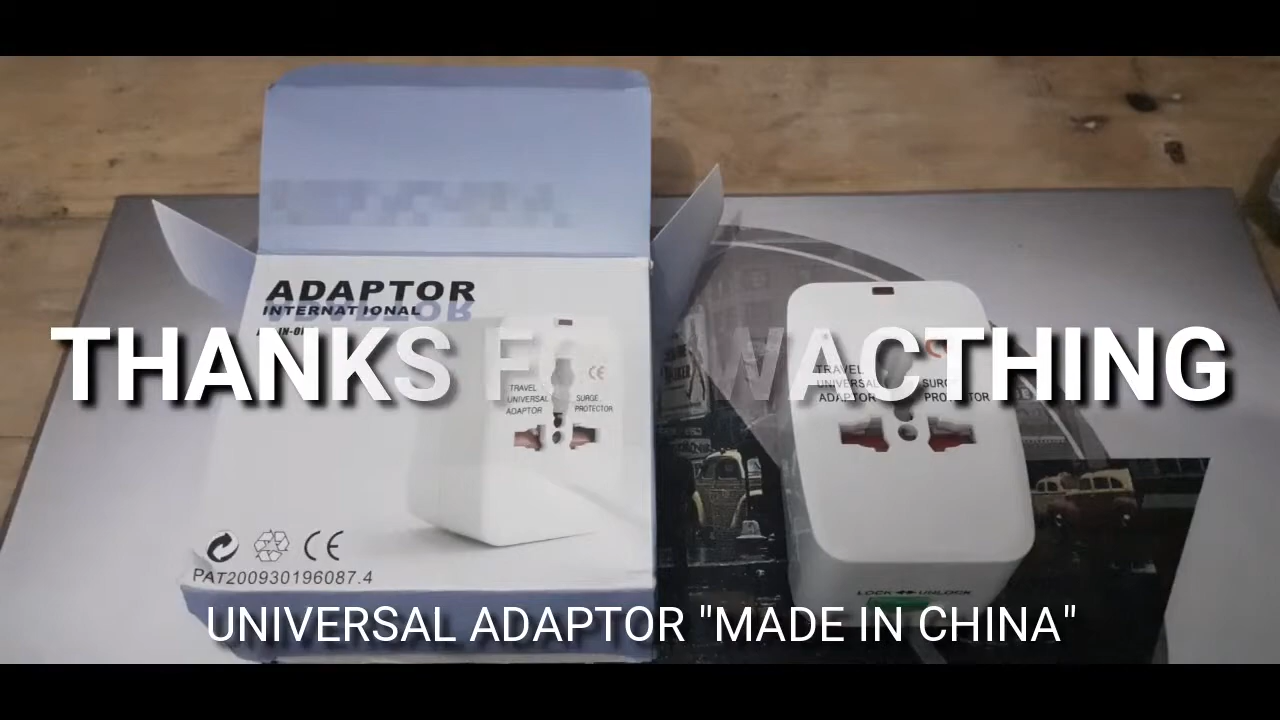 ADAPTOR
INTERNATIONAL
THANKS FOR WACTHING
TRAVEL
UNIVERSAL
ADAPTOR
SURGE
PROTECTOR
CE
TRAVEL
UNIVERSAL
ADAPTOR
SURGE
PROTECTOR
CE
PAT200930196087.4
LOCK UNLOCK
UNIVERSAL ADAPTOR "MADE IN CHINA"